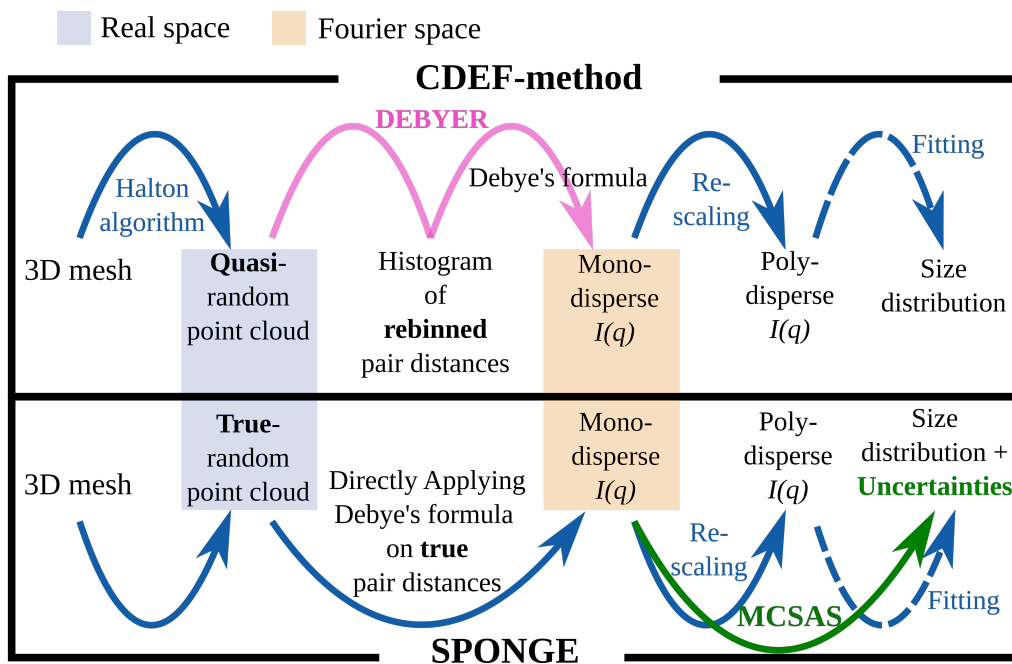 Real space
Fourier space
CDEF-method
DEBYER
Halton
algorithm
Debye's formula
Re-
scaling
Fitting
3D mesh
Quasi-
random
point cloud
Histogram
of
rebinned
pair distances
Mono-
disperse
I(q)
Poly-
disperse
I(q)
Size
distribution
3D mesh
True-
random
point cloud
Directly Applying
Debye's formula
on true
pair distances
Mono-
disperse
I(q)
Poly-
disperse
I(q)
Size
distribution +
Uncertainties
Re-
scaling
MCSAS
Fitting
SPONGE